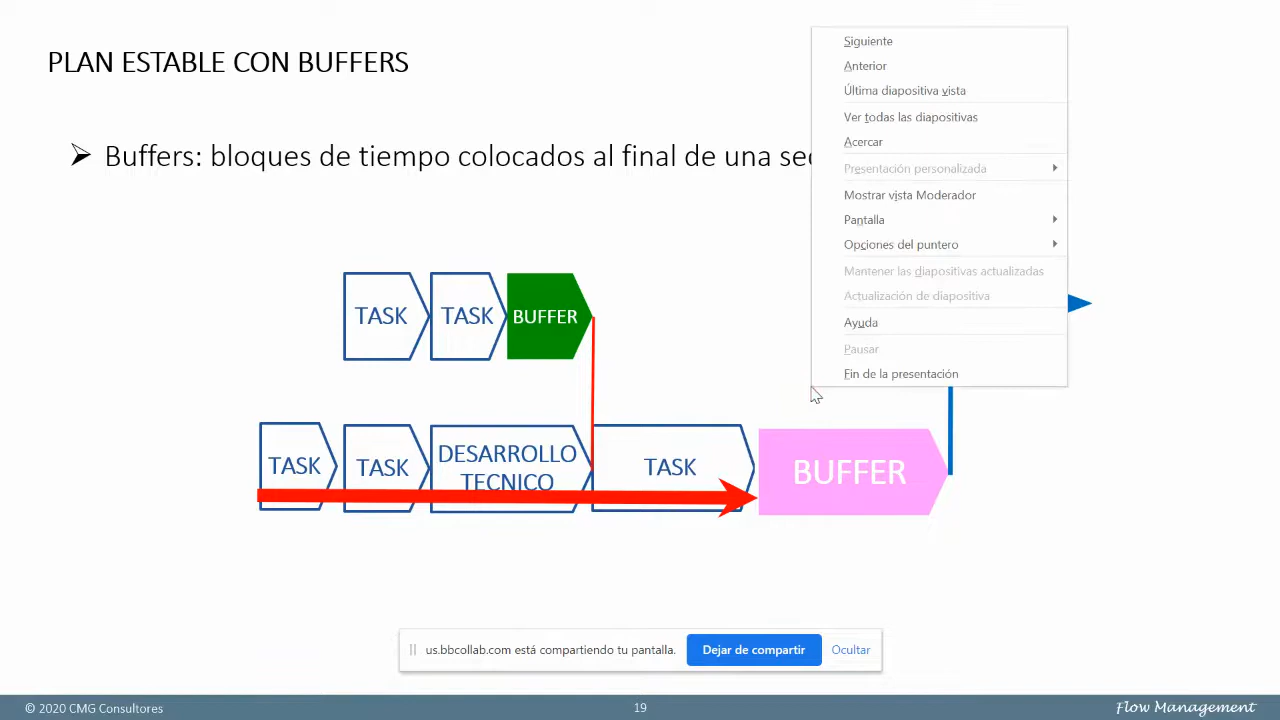 PLAN ESTABLE CON BUFFERS
Buffers: bloques de tiempo colocados al final de una
Siguiente
Anterior
Última diapositiva vista
Ver todas las diapositivas
Acercar
Presentación personalizada
Mostrar vista Moderador
Pantalla
Opciones del puntero
Mantener las diapositivas actualizadas
Actualización de diapositiva
Ayuda
Pausar
Fin de la presentación
TASK
TASK
BUFFER
TASK
TASK
DESARROLLO
TECNICO
TASK
BUFFER
us.bbcollab.com está compartiendo tu pantalla.
Dejar de compartir
Ocultar
© 2020 CMG Consultores
19
Flow Management